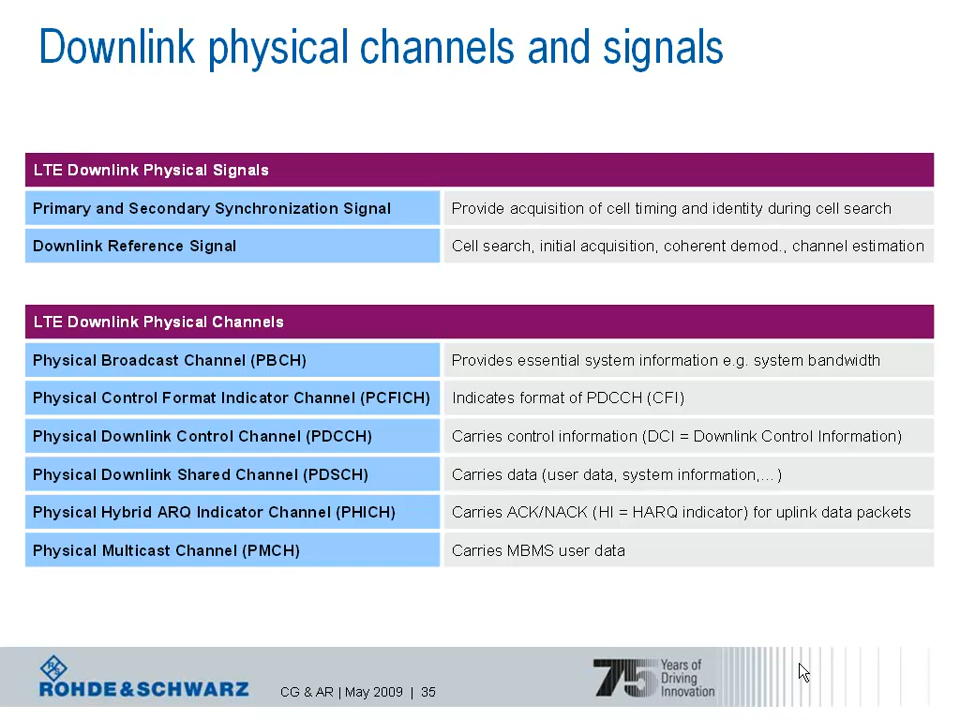 Downlink physical channels and signals
LTE Downlink Physical Signals
Primary and Secondary Synchronization Signal Provide acquisition of cell timing and identity during cell search
Downlink Reference Signal Cell search, initial acquisition, coherent demod., channel estimation
LTE Downlink Physical Channels
Physical Broadcast Channel (PBCH) Provides essential system information e.g. system bandwidth
Physical Control Format Indicator Channel (PCFICH) Indicates format of PDCCH (CFI)
Physical Downlink Control Channel (PDCCH) Carries control information (DCI = Downlink Control Information)
Physical Downlink Shared Channel (PDSCH) Carries data (user data, system information,…)
Physical Hybrid ARQ Indicator Channel (PHICH) Carries ACK/NACK (HI = HARQ indicator) for uplink data packets
Physical Multicast Channel (PMCH) Carries MBMS user data
R&S
ROHDE&SCHWARZ
CG & AR | May 2009 | 35
75 Years of
Driving
Innovation